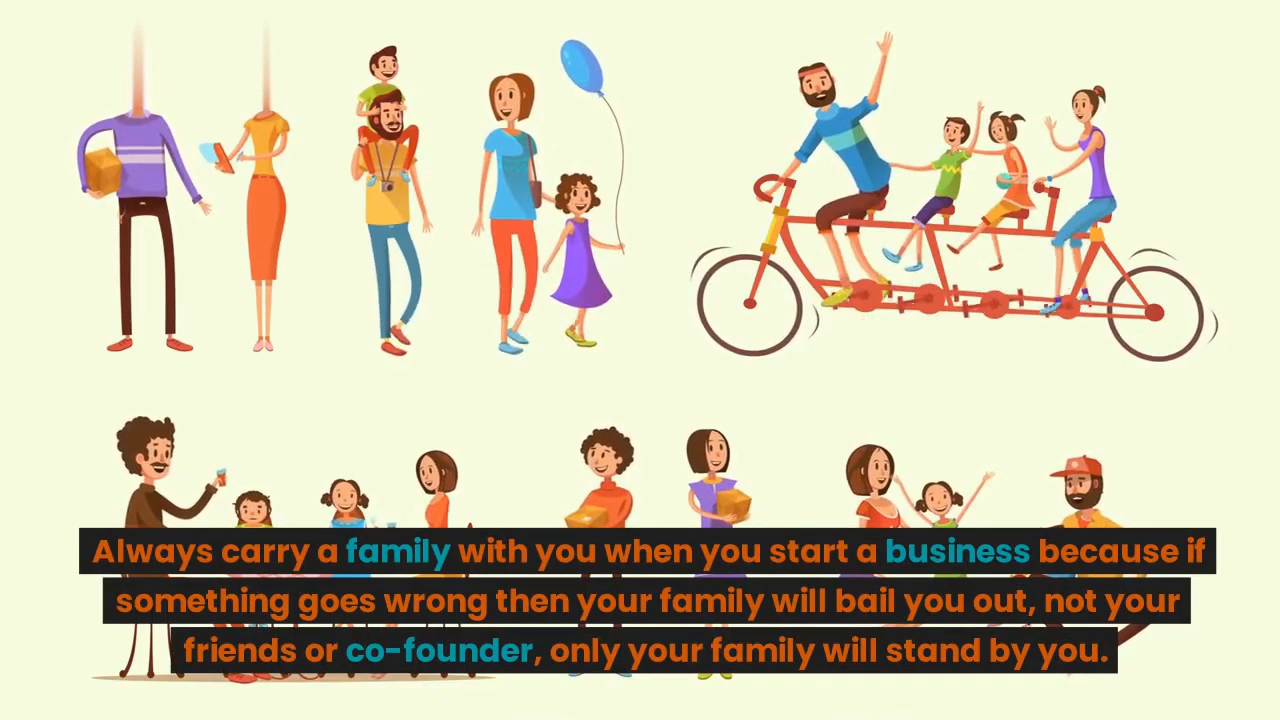 Always carry a family with you when you start a business because if
something goes wrong then your family will bail you out, not your
friends or co-founder, only your family will stand by you.